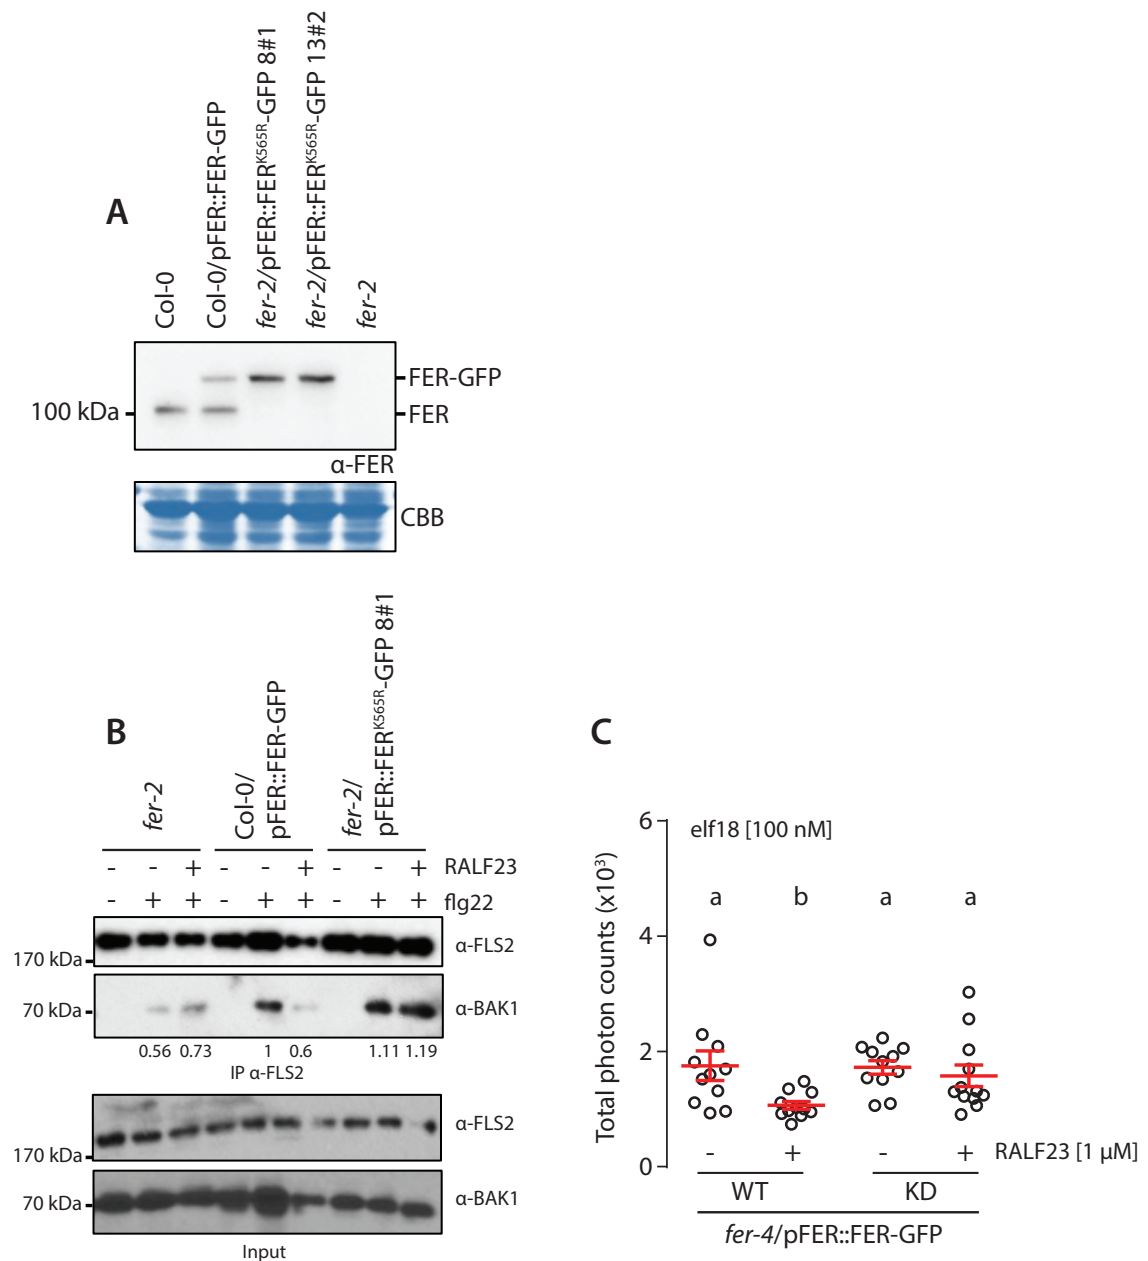 A
Col-0
Col-0/pFER::FER-GFP
fer-2/pFER::FERK565R-GFP 8#1
fer-2/pFER::FERK565R-GFP 13#2
fer-2
100 kDa
FER-GFP
FER
α-FER
CBB
B
fer-2
Col-0/
pFER::FER-GFP
fer-2/
pFER::FERK565R-GFP 8#1
- - + - - + - - + RALF23
- + + - + + - + + flg22
170 kDa
α-FLS2
70 kDa
α-BAK1
0.56 0.73 1 0.6 1.11 1.19
IP α-FLS2
α-FLS2
170 kDa
70 kDa
α-BAK1
Input
C
elf18 [100 nM]
Total photon counts (x10³)
6
4
2
0
a b a a
- + - + RALF23 [1 µM]
WT KD
fer-4/pFER::FER-GFP